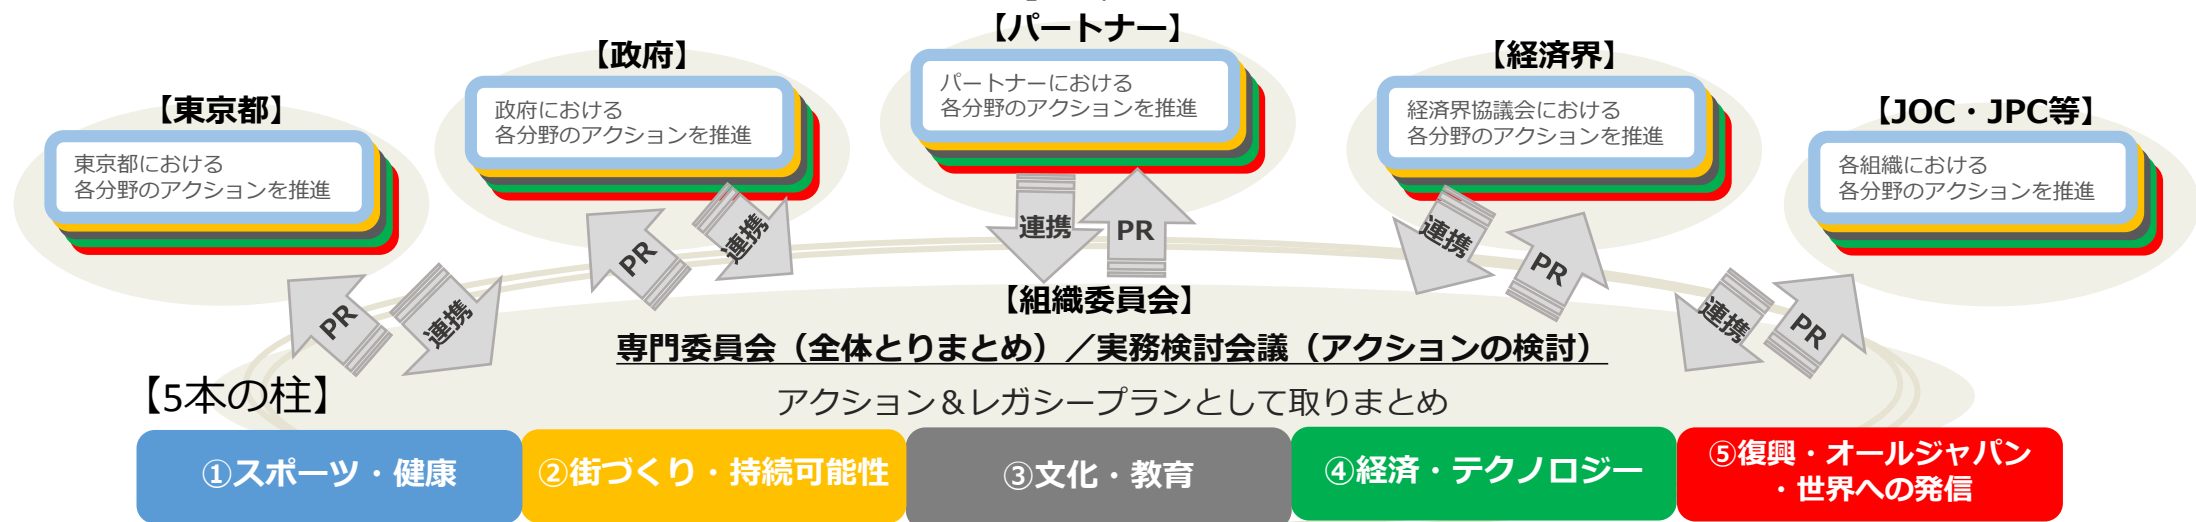 【パートナー】
パートナーにおける
各分野のアクションを推進
【政府】
政府における
各分野のアクションを推進
【経済界】
経済界協議会における
各分野のアクションを推進
【東京都】
東京都における
各分野のアクションを推進
【JOC・JPC等】
各組織における
各分野のアクションを推進
PR
連携
PR
連携
連携
PR
連携
PR
連携
PR
【組織委員会】
専門委員会（全体とりまとめ）／実務検討会議（アクションの検討）
アクション＆レガシープランとして取りまとめ
【5本の柱】
①スポーツ・健康
②街づくり・持続可能性
③文化・教育
④経済・テクノロジー
⑤復興・オールジャパン
・世界への発信